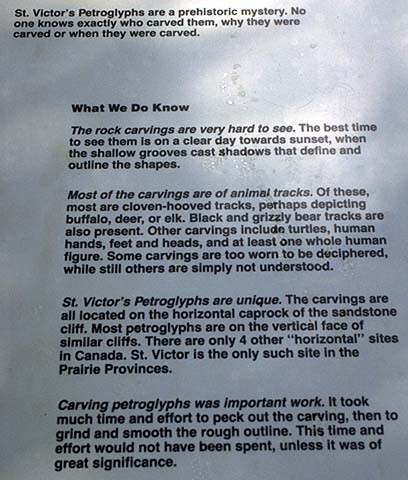 St. Victor's Petroglyphs are a prehistoric mystery. No
one knows exactly who carved them, why they were
carved or when they were carved.
What We Do Know
The rock carvings are very hard to see. The best time
to see them is on a clear day towards sunset, when
the shallow grooves cast shadows that define and
outline the shapes.
Most of the carvings are of animal tracks. Of these,
most are cloven-hooved tracks, perhaps depicting
buffalo, deer, or elk. Black and grizzly bear tracks are
also present. Other carvings include turtles, human
hands, feet and heads, and at least one whole human
figure. Some carvings are too worn to be deciphered,
while still others are simply not understood.
St. Victor's Petroglyphs are unique. The carvings are
all located on the horizontal caprock of the sandstone
cliff. Most petroglyphs are on the vertical face of
similar cliffs. There are only 4 other "horizontal" sites
in Canada. St. Victor is the only such site in the
Prairie Provinces.
Carving petroglyphs was important work. It took
much time and effort to peck out the carving, then to
grind and smooth the rough outline. This time and
effort would not have been spent, unless it was of
great significance.